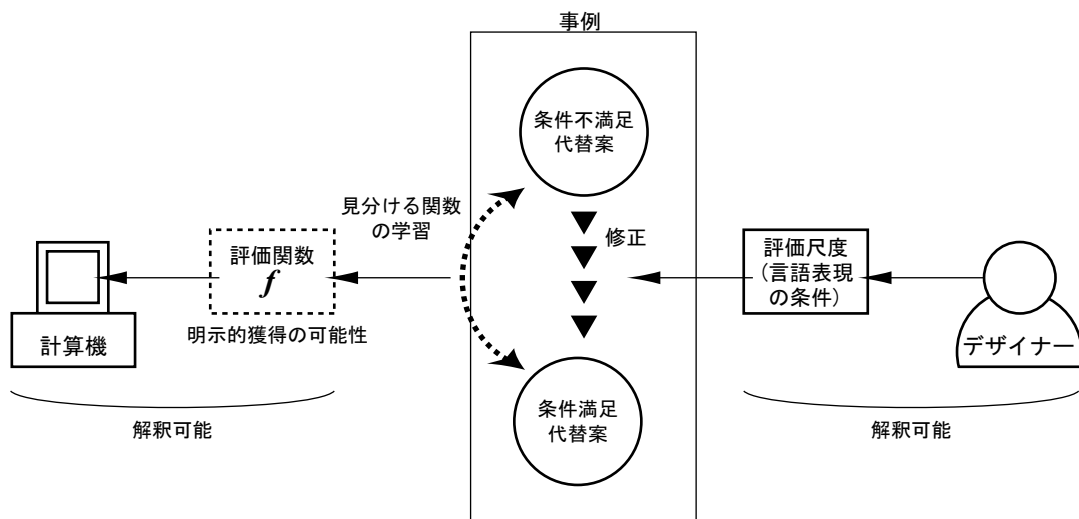 事例
条件不満足
代替案
見分ける関数
の学習
修正
評価関数
f
明示的獲得の可能性
計算機
解釈可能
条件満足
代替案
評価尺度
(言語表現
の条件)
デザイナー
解釈可能